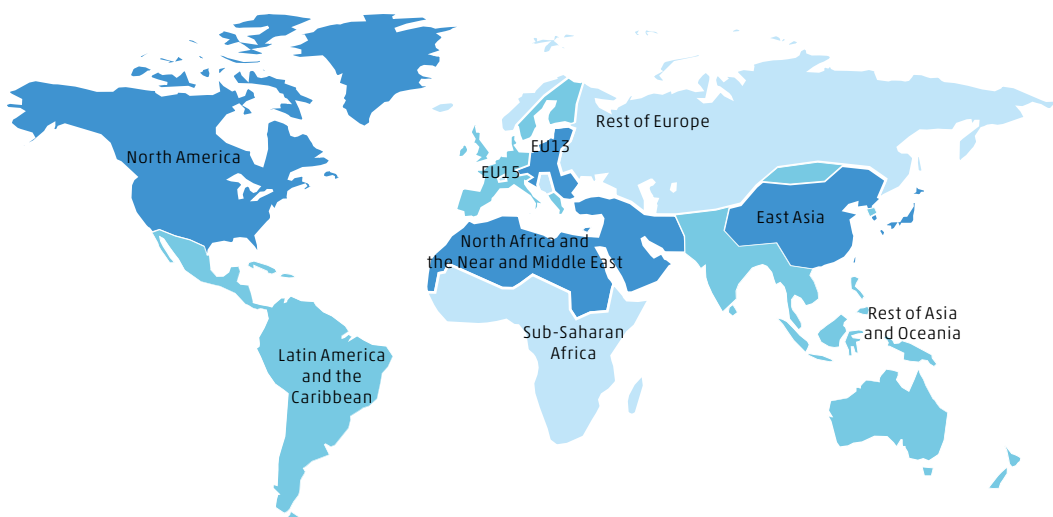 Rest of Europe
EU13
North America
EU15
East Asia
North Africa and
the Near and Middle East
Rest of Asia
and Oceania
Sub-Saharan
Africa
Latin America
and the
Caribbean